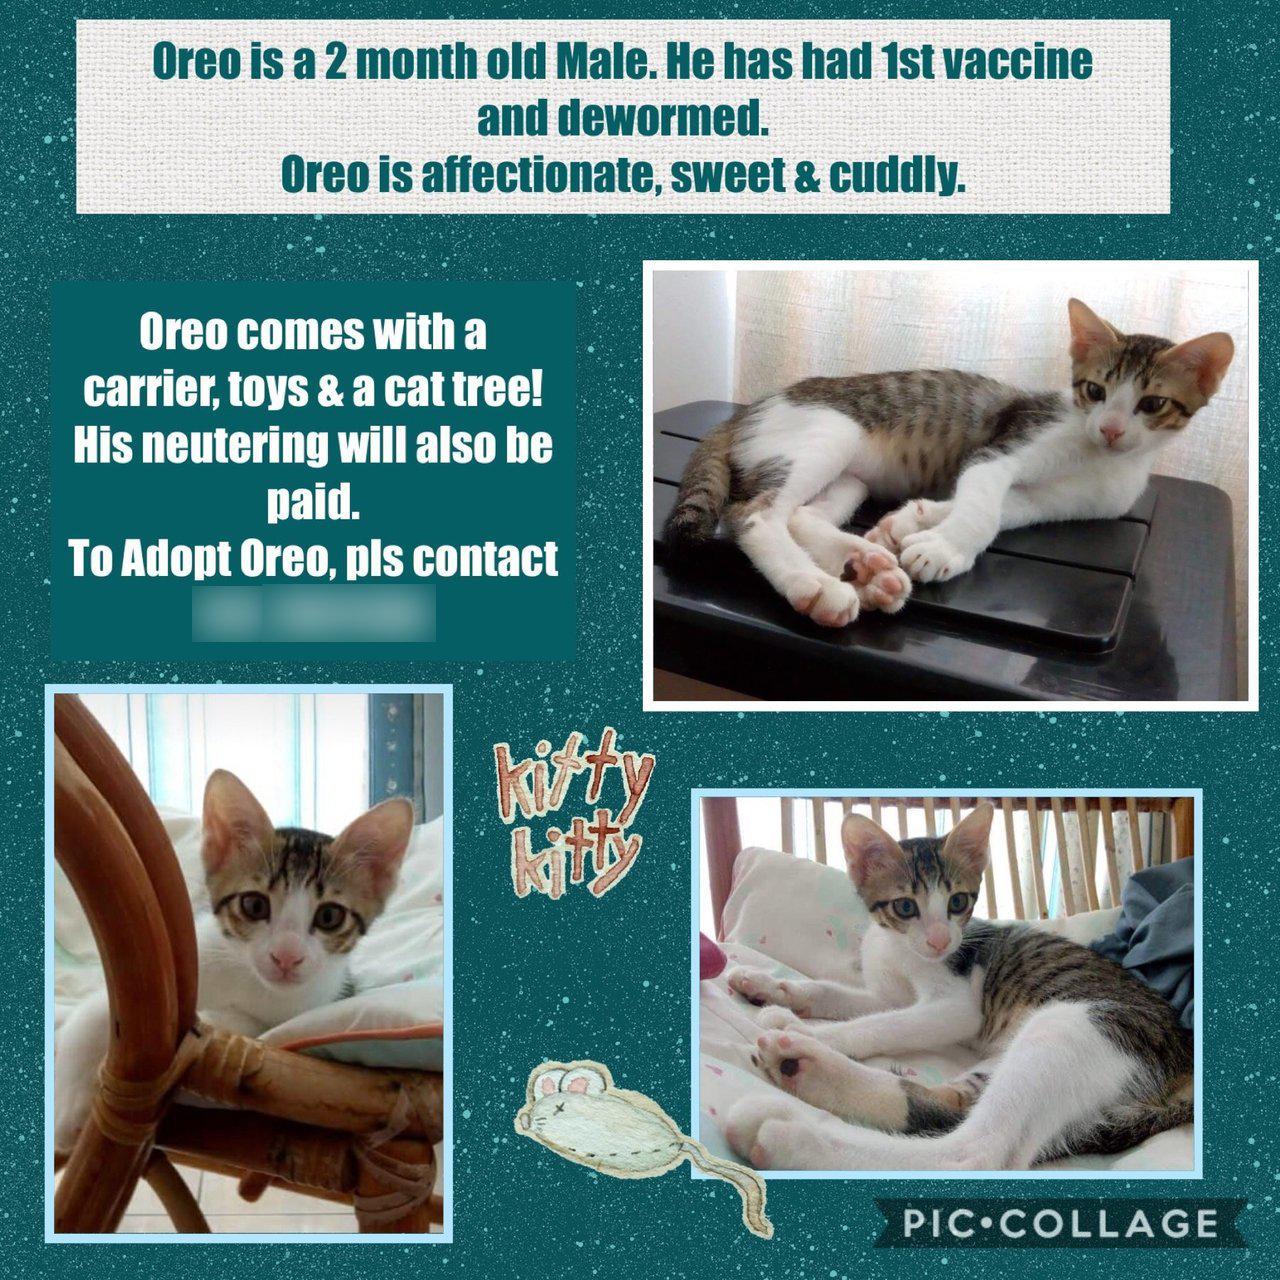 Oreo is a 2 month old Male. He has had 1st vaccine
and dewormed.
Oreo is affectionate, sweet & cuddly.
Oreo comes with a
carrier, toys & a cat tree!
His neutering will also be
paid.
To Adopt Oreo, pls contact
kitty
kitty
PIC•COLLAGE